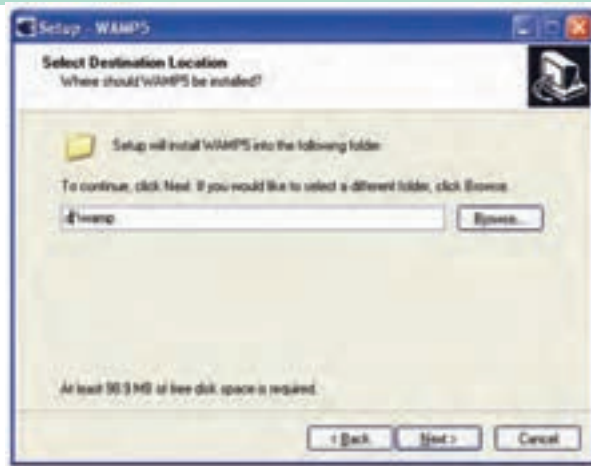 Setup - WAMP5
Select Destination Location
Where should WAMP5 be installed?
Setup will install WAMP5 into the following folder.
To continue, click Next. If you would like to select a different folder, click Browse.
Browse...
At least 98.9 MB of free disk space is required.
< Back
Next >
Cancel